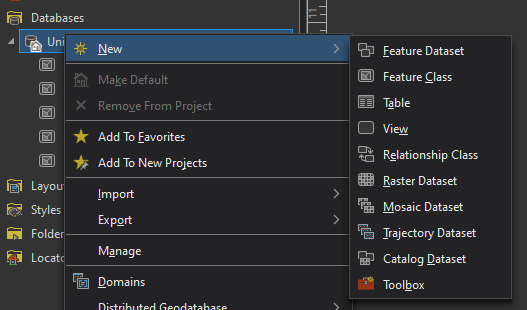 Databases
Uni
New
Make Default
Remove From Project
Add To Favorites
Add To New Projects
Import
Export
Manage
Domains
Distributed Geodatabase
Feature Dataset
Feature Class
Table
View
Relationship Class
Raster Dataset
Mosaic Dataset
Trajectory Dataset
Catalog Dataset
Toolbox
Layou
Styles
Folder
Locato